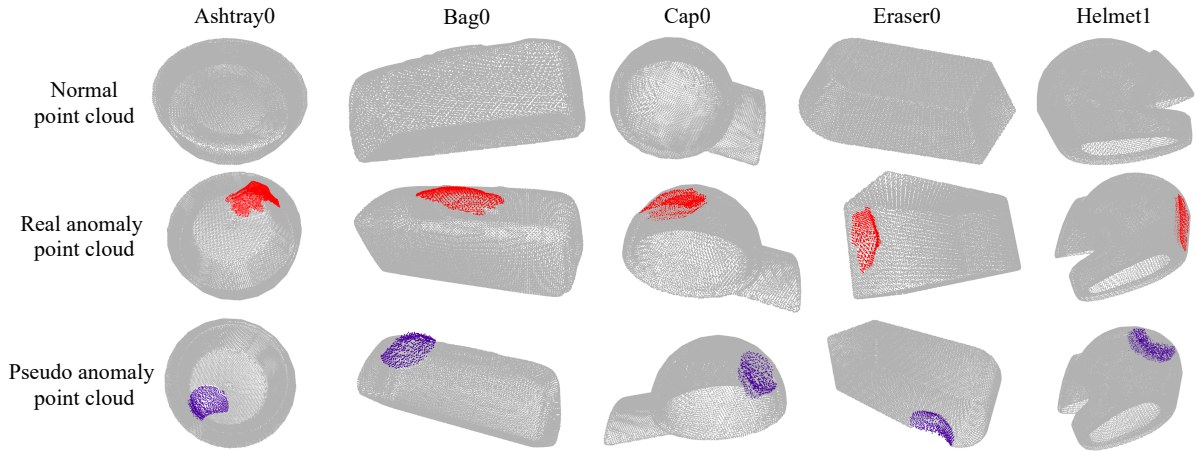 Ashtray0 Bag0 Cap0 Eraser0 Helmet1
Normal
point cloud
Real anomaly
point cloud
Pseudo anomaly
point cloud